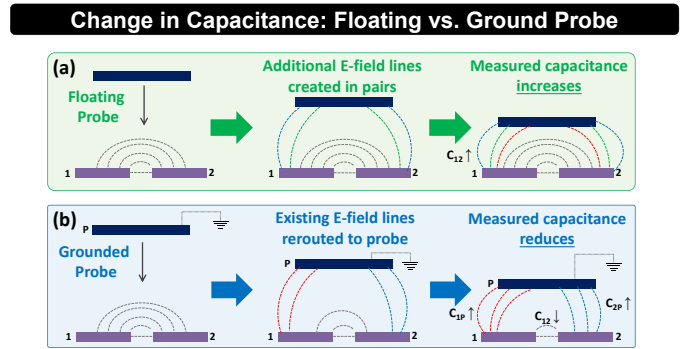 Change in Capacitance: Floating vs. Ground Probe
(a)
Floating
Probe
1
2
Additional E-field lines
created in pairs
1
2
Measured capacitance
increases
C12 ↑
1
2
(b)
P
Grounded
Probe
1
2
Existing E-field lines
rerouted to probe
P
1
2
Measured capacitance
reduces
P
C1P ↑
C12 ↓
C2P ↑
1
2